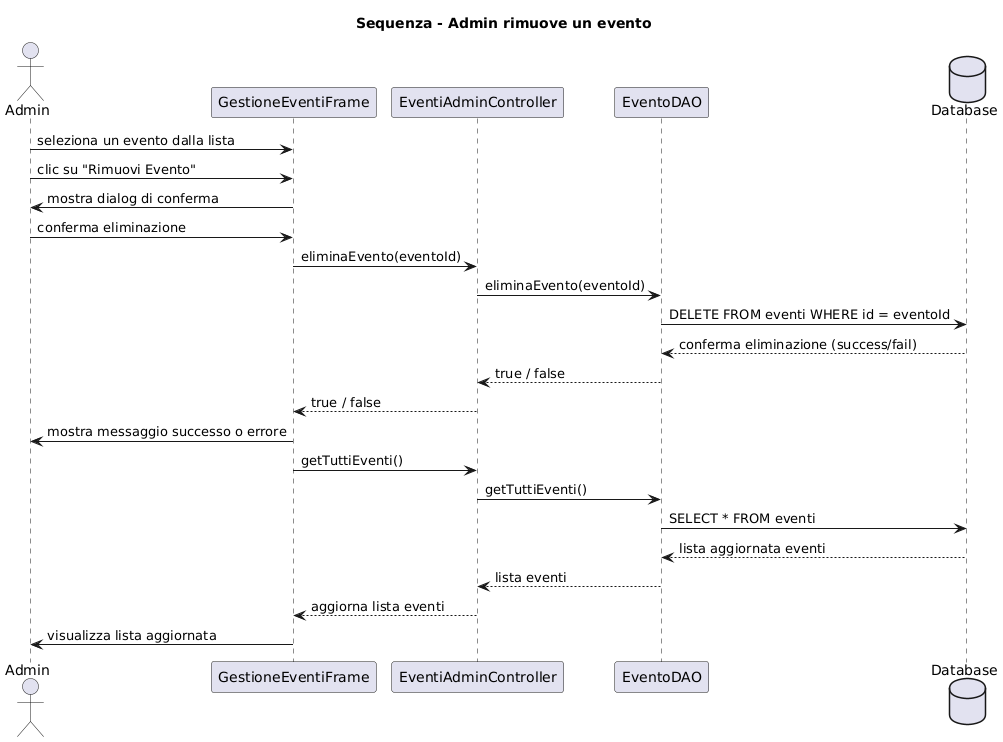 Sequenza - Admin rimuove un evento
Admin
GestioneEventiFrame
EventiAdminController
EventoDAO
Database
seleziona un evento dalla lista
clic su "Rimuovi Evento"
mostra dialog di conferma
conferma eliminazione
eliminaEvento(eventoId)
eliminaEvento(eventoId)
DELETE FROM eventi WHERE id = eventoId
conferma eliminazione (success/fail)
true / false
true / false
mostra messaggio successo o errore
getTuttiEventi()
getTuttiEventi()
SELECT * FROM eventi
lista aggiornata eventi
lista eventi
aggiorna lista eventi
visualizza lista aggiornata
Admin
GestioneEventiFrame
EventiAdminController
EventoDAO
Database